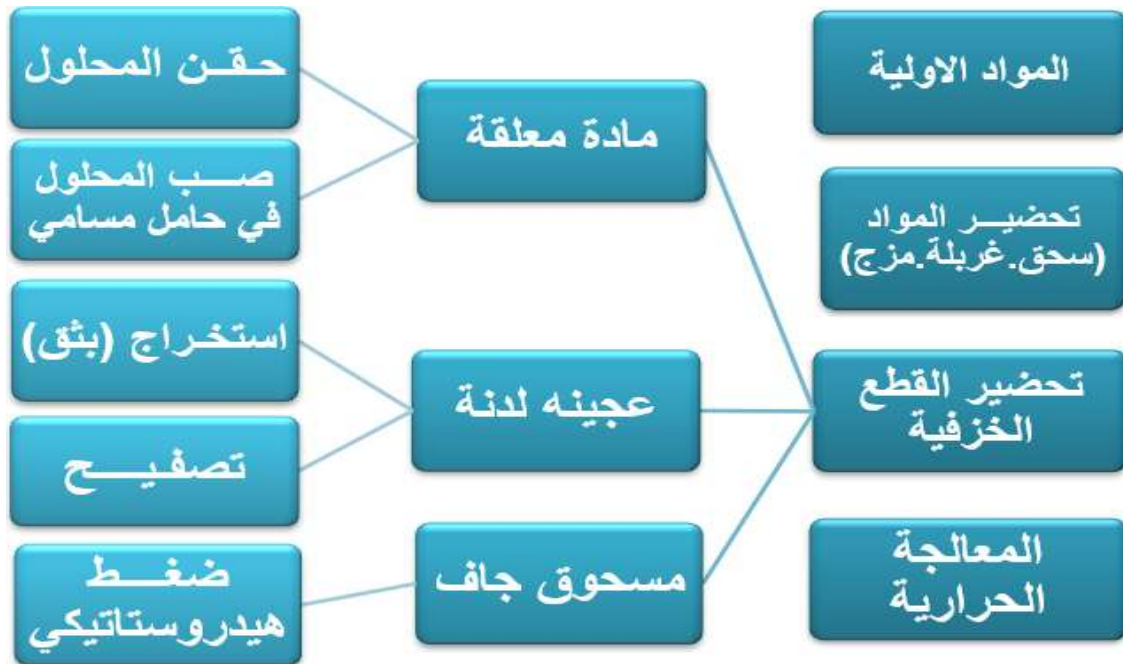 المواد الاولية
تحضير المواد
(سحق.غربلة.مزج)
تحضير القطع
الخزفية
المعالجة
الحرارية
مادة معلقة
عجينه لدنة
مسحوق جاف
حقن المحلول
صب المحلول
في حامل مسامي
استخراج (بثق)
تصفيح
ضغط
هيدروستاتيكي